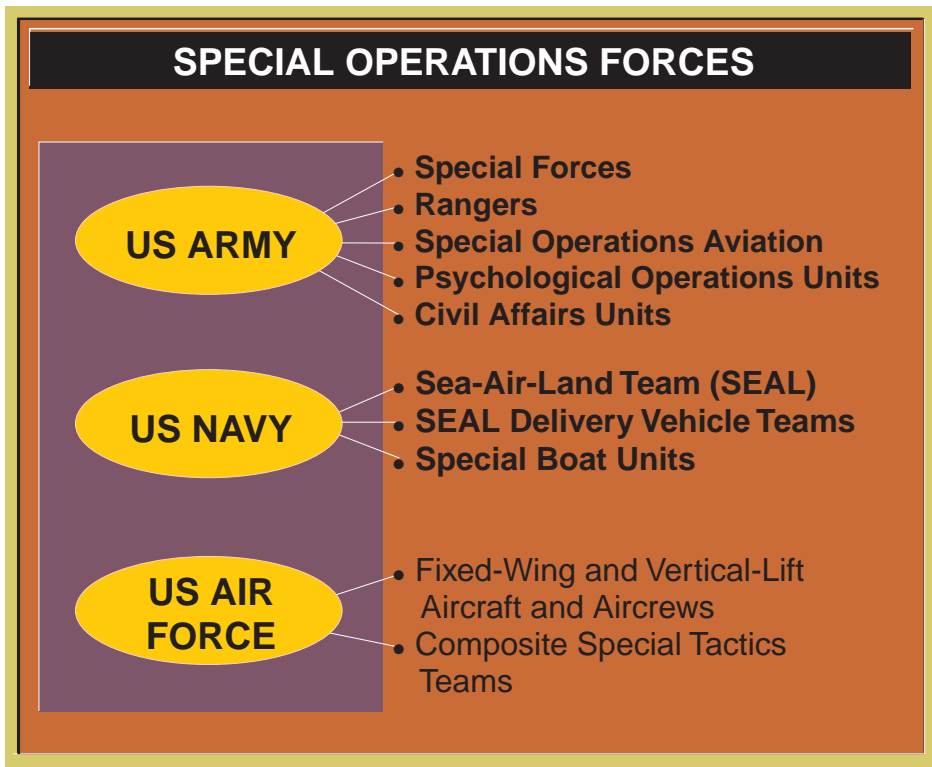 SPECIAL OPERATIONS FORCES
US ARMY
• Special Forces
• Rangers
• Special Operations Aviation
• Psychological Operations Units
• Civil Affairs Units
US NAVY
• Sea-Air-Land Team (SEAL)
• SEAL Delivery Vehicle Teams
• Special Boat Units
US AIR
FORCE
• Fixed-Wing and Vertical-Lift
Aircraft and Aircrews
• Composite Special Tactics
Teams